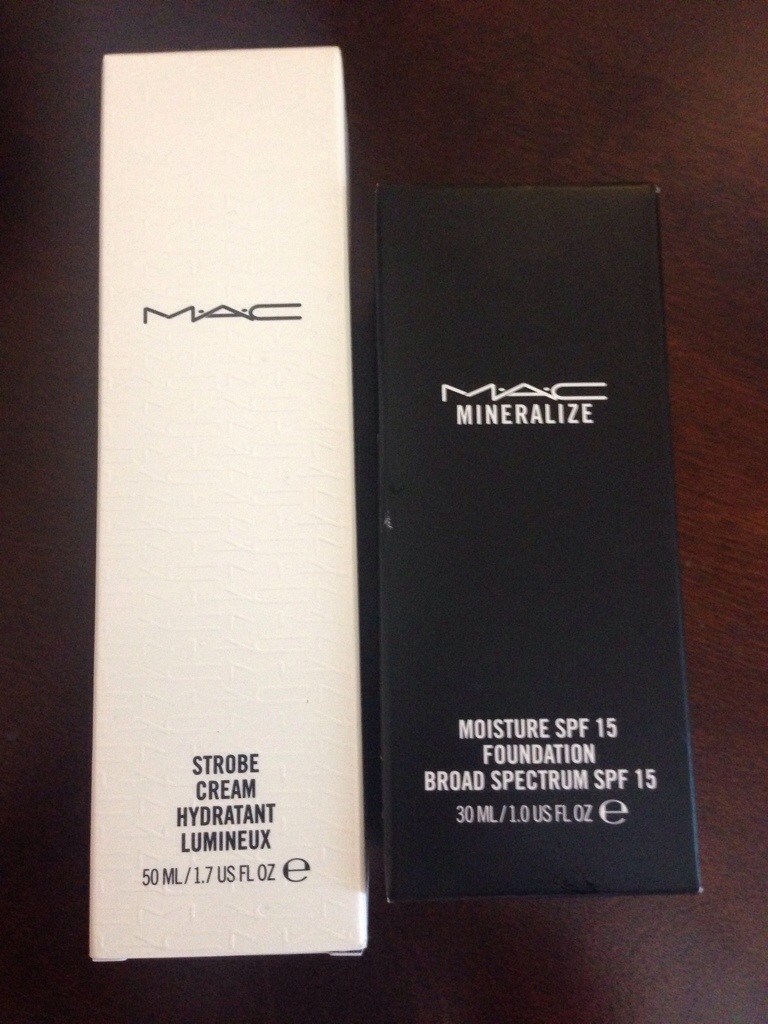 M·A·C
STROBE
CREAM
HYDRATANT
LUMINEUX
50 ML / 1.7 US FL OZ ℮
M·A·C
MINERALIZE
MOISTURE SPF 15
FOUNDATION
BROAD SPECTRUM SPF 15
30 ML / 1.0 US FL OZ ℮